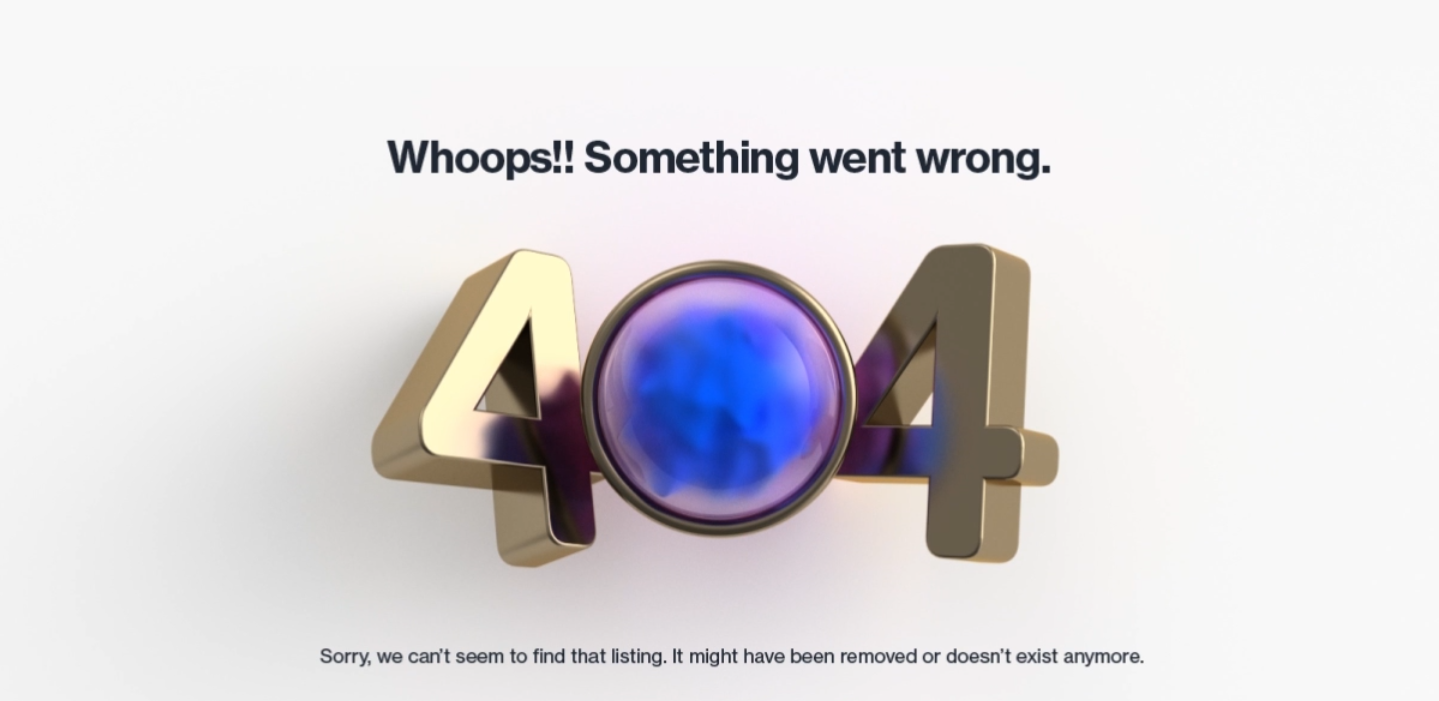 Whoops!! Something went wrong.
404
Sorry, we can't seem to find that listing. It might have been removed or doesn't exist anymore.